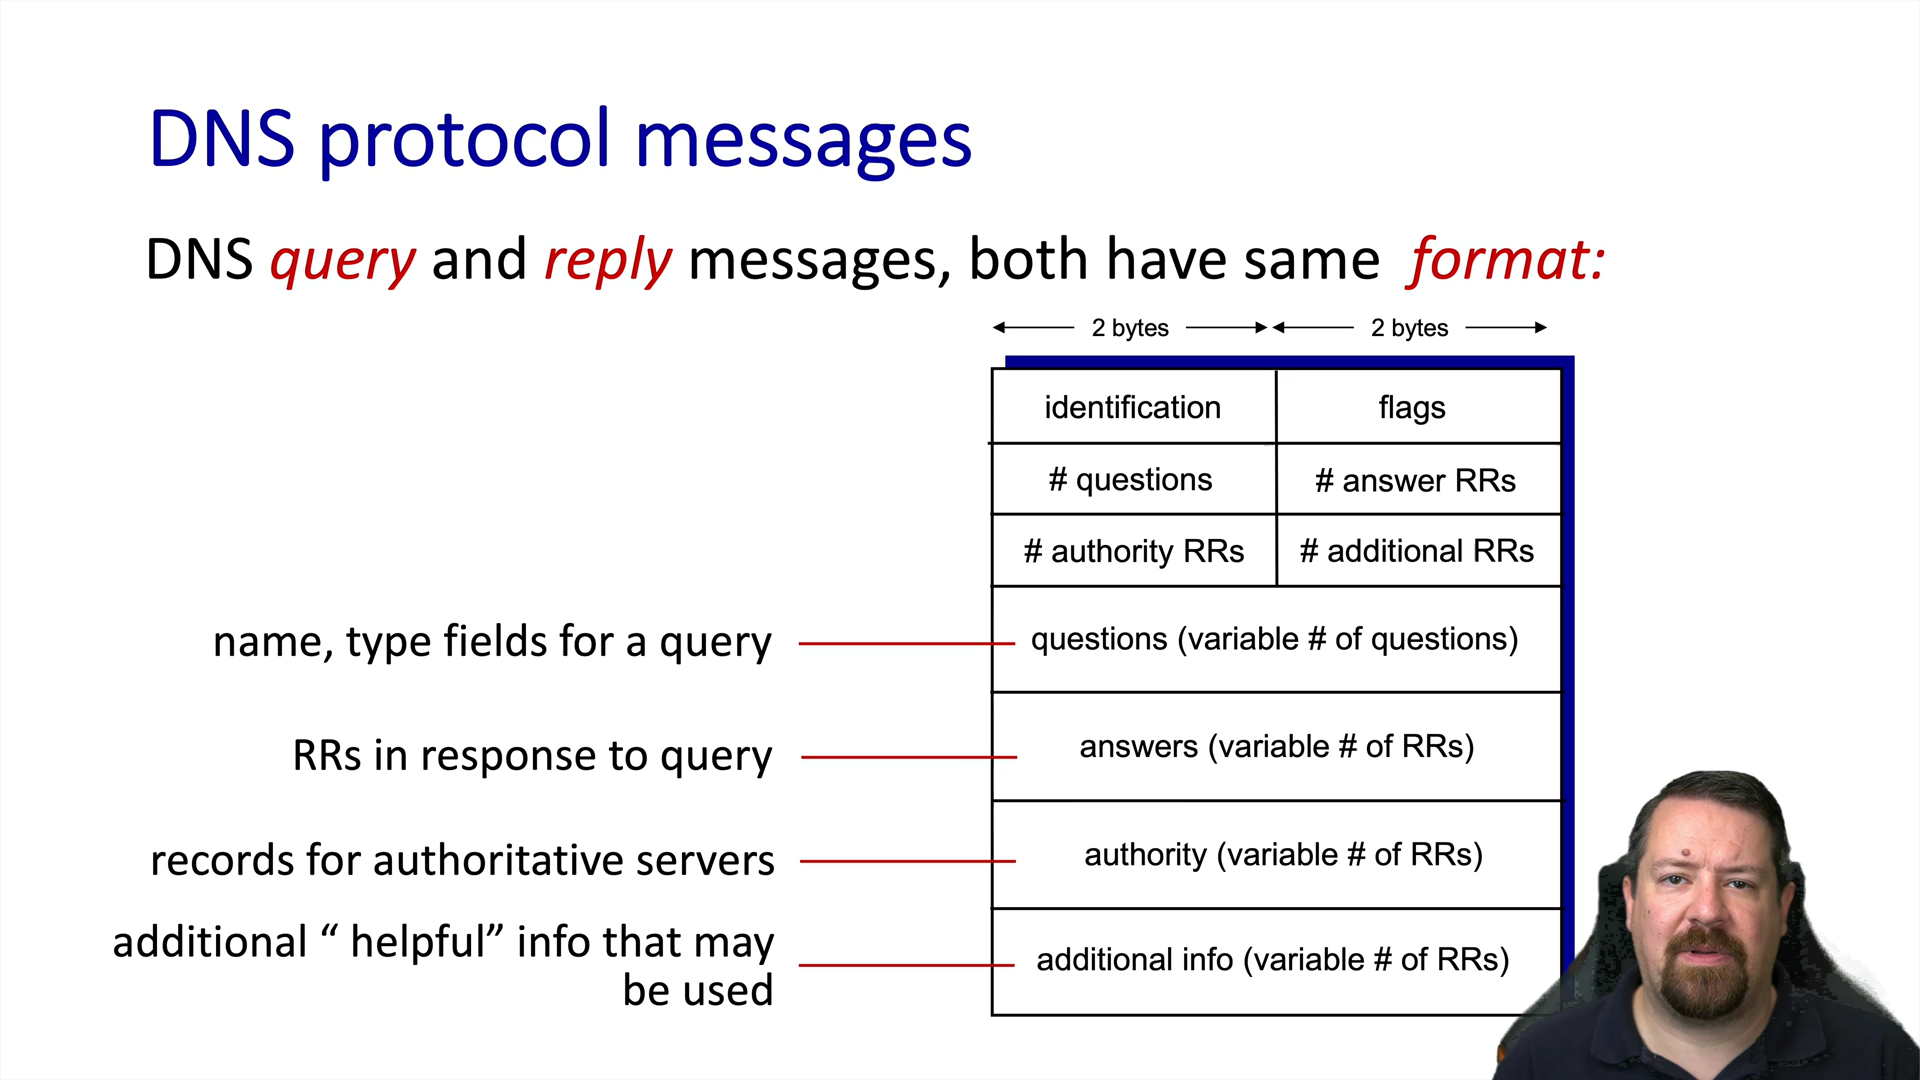 DNS protocol messages
DNS query and reply messages, both have same format:
2 bytes 2 bytes
identification flags
# questions # answer RRs
# authority RRs # additional RRs
name, type fields for a query questions (variable # of questions)
RRs in response to query answers (variable # of RRs)
records for authoritative servers authority (variable # of RRs)
additional “ helpful” info that may
be used
additional info (variable # of RRs)